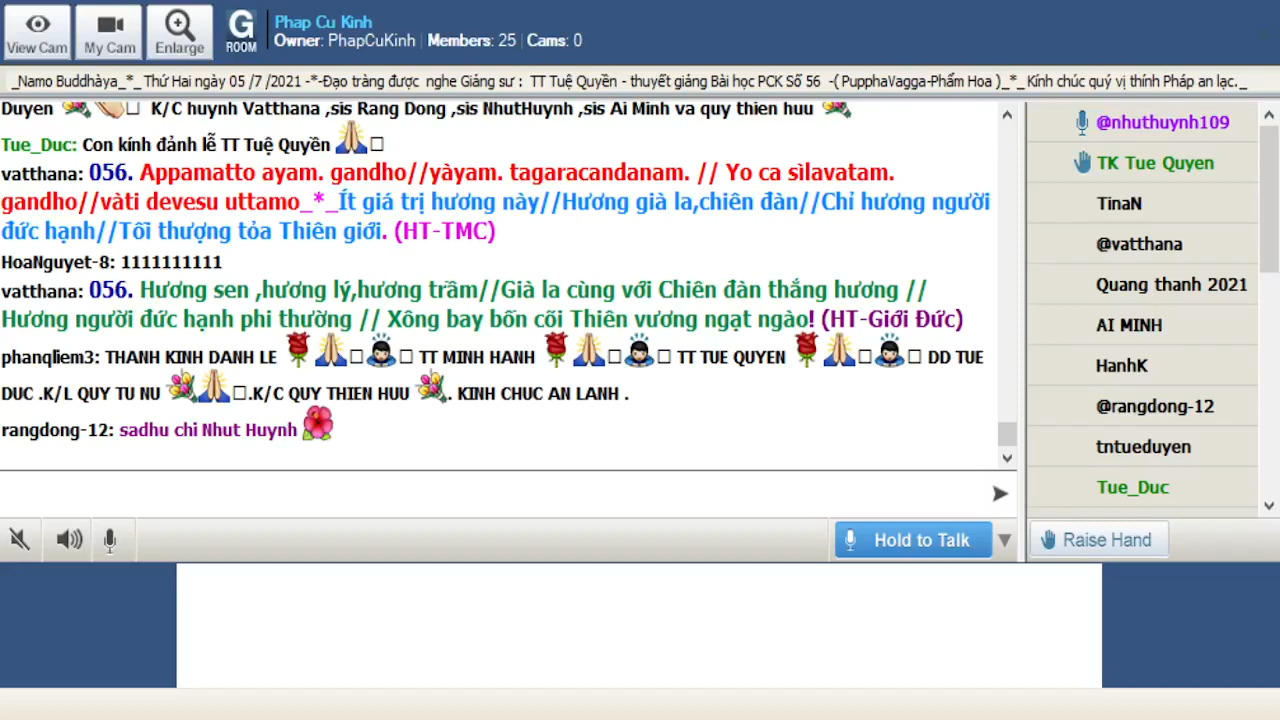 View Cam
My Cam
Enlarge
G
ROOM
Phap Cu Kinh
Owner: PhapCuKinh | Members: 25 | Cams: 0
_Namo Buddhàya_*_ Thứ Hai ngày 05 /7 /2021 -*-Đạo tràng được nghe Giảng sư : TT Tuệ Quyền - thuyết giảng Bài học PCK Số 56 -( PupphaVagga-Phẩm Hoa )_*_ Kính chúc quý vị thính Pháp an lạc._
Duyen K/C huynh Vatthana ,sis Rang Dong ,sis NhutHuynh ,sis Ai Minh va quy thien huu
Tue_Duc: Con kính đảnh lễ TT Tuệ Quyền
vatthana: 056. Appamatto ayam. gandho//yàyam. tagaracandanam. // Yo ca sìlavatam.
gandho//vàti devesu uttamo_*_Ít giá trị hương này//Hương già la,chiên đàn//Chỉ hương người
đức hạnh//Tối thượng tỏa Thiên giới. (HT-TMC)
HoaNguyet-8: 1111111111
vatthana: 056. Hương sen ,hương lý,hương trầm//Già la cùng với Chiên đàn thắng hương //
Hương người đức hạnh phi thường // Xông bay bốn cõi Thiên vương ngạt ngào! (HT-Giới Đức)
phanqliem3: THANH KINH DANH LE TT MINH HANH TT TUE QUYEN DD TUE
DUC .K/L QUY TU NU .K/C QUY THIEN HUU . KINH CHUC AN LANH .
rangdong-12: sadhu chi Nhut Huynh
@nhuthuynh109
TK Tue Quyen
TinaN
@vatthana
Quang thanh 2021
AI MINH
HanhK
@rangdong-12
tntueduyen
Tue_Duc
Hold to Talk
Raise Hand